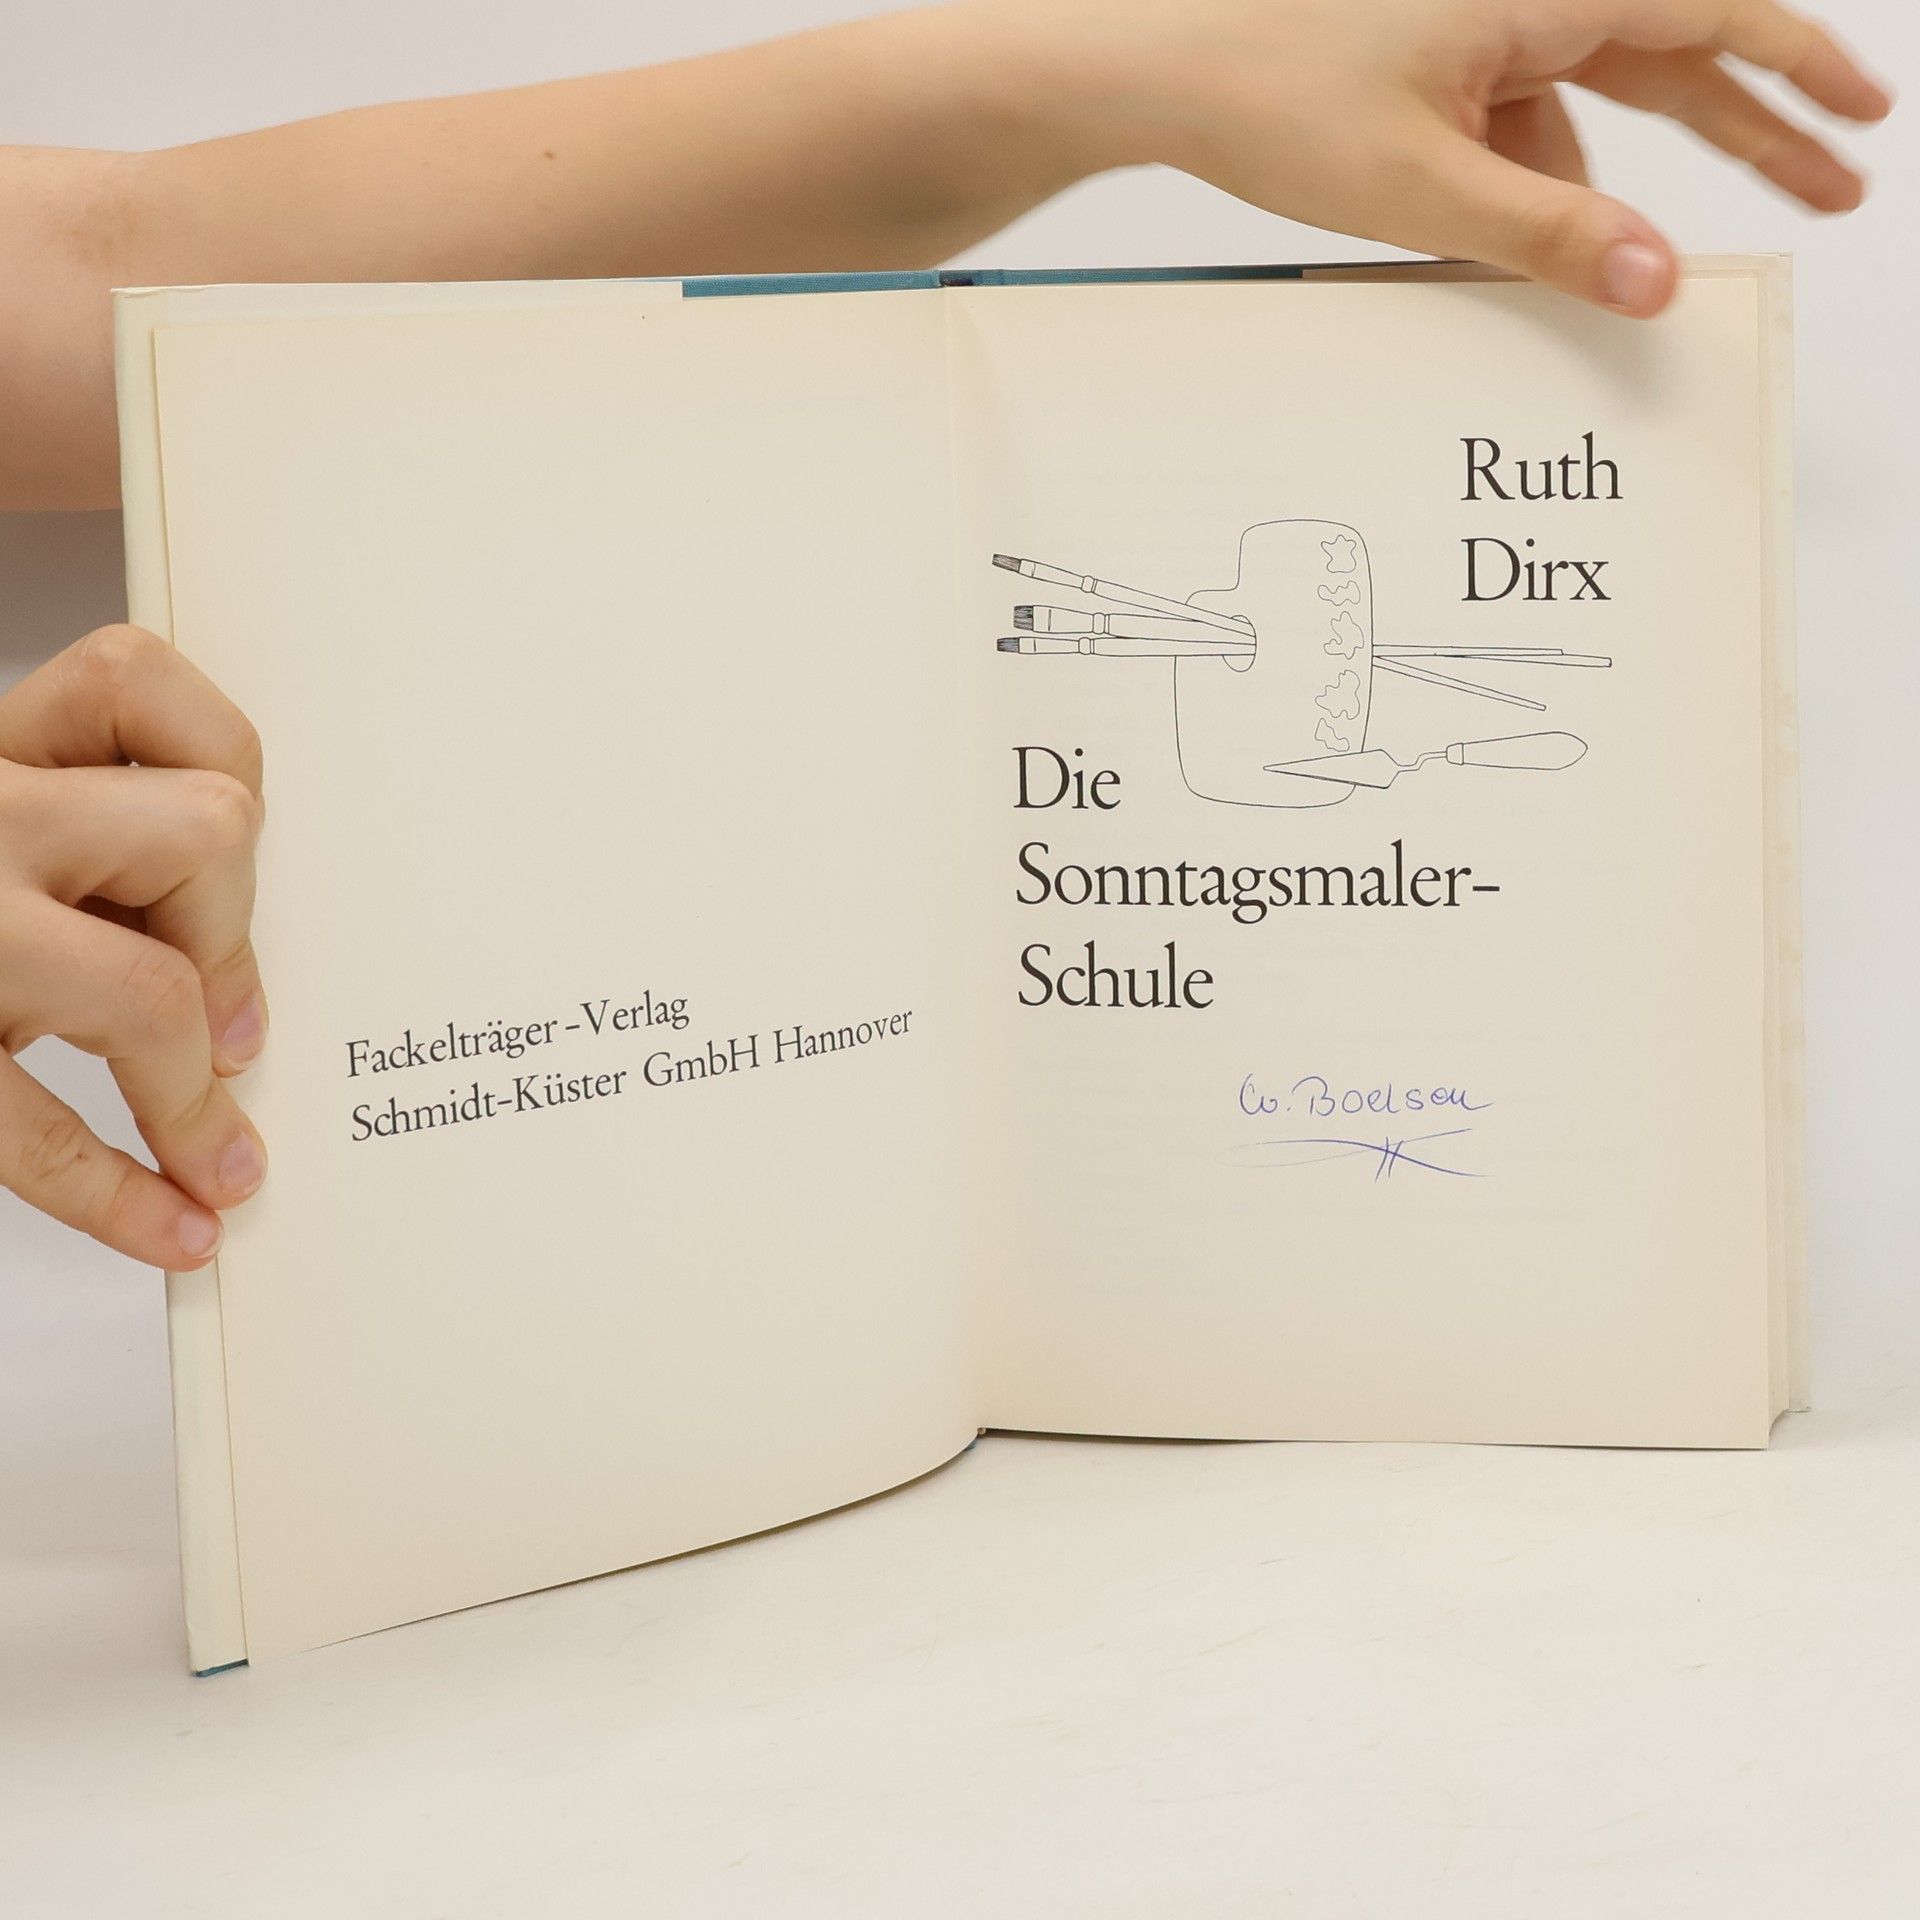 Fackelträger-Verlag
Schmidt-Küster GmbH Hannover
Ruth
Dirx
Die
Sonntagsmaler-
Schule